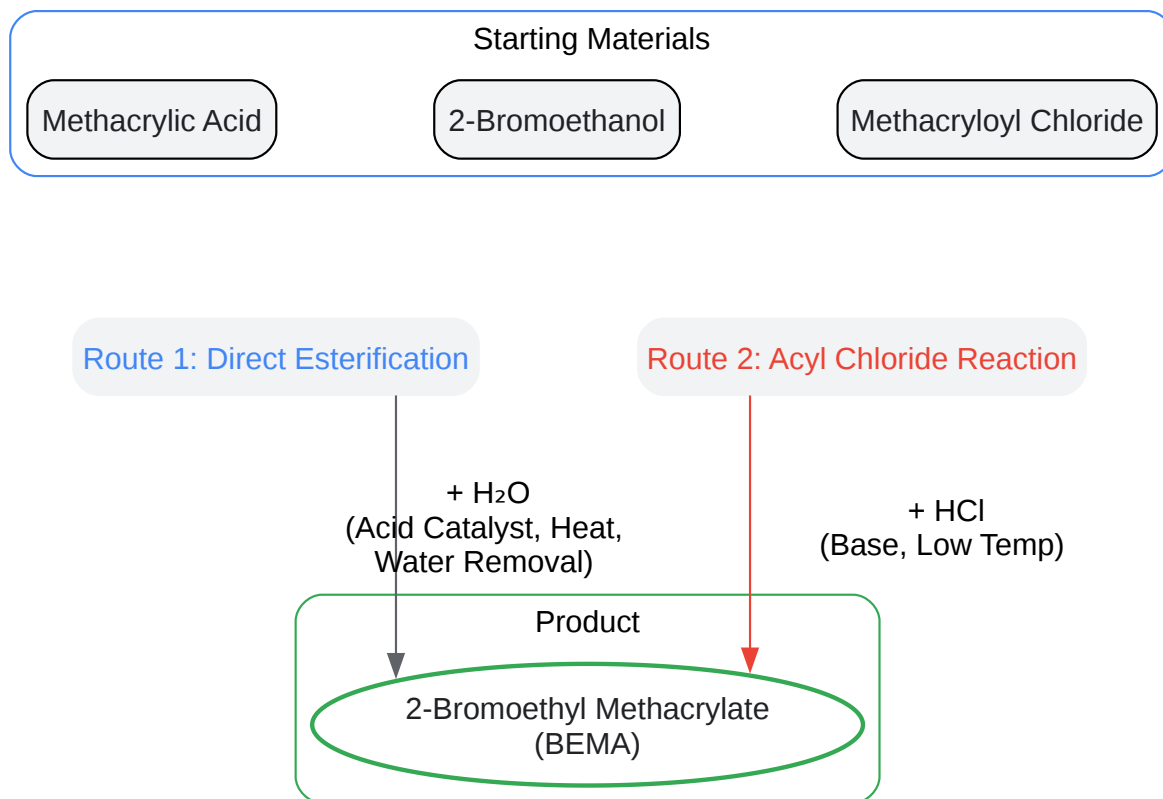 Starting Materials
Methacrylic Acid
2-Bromoethanol
Methacryloyl Chloride
Route 1: Direct Esterification
Route 2: Acyl Chloride Reaction
+ H₂O
(Acid Catalyst, Heat,
Water Removal)
+ HCl
(Base, Low Temp)
Product
2-Bromoethyl Methacrylate
(BEMA)